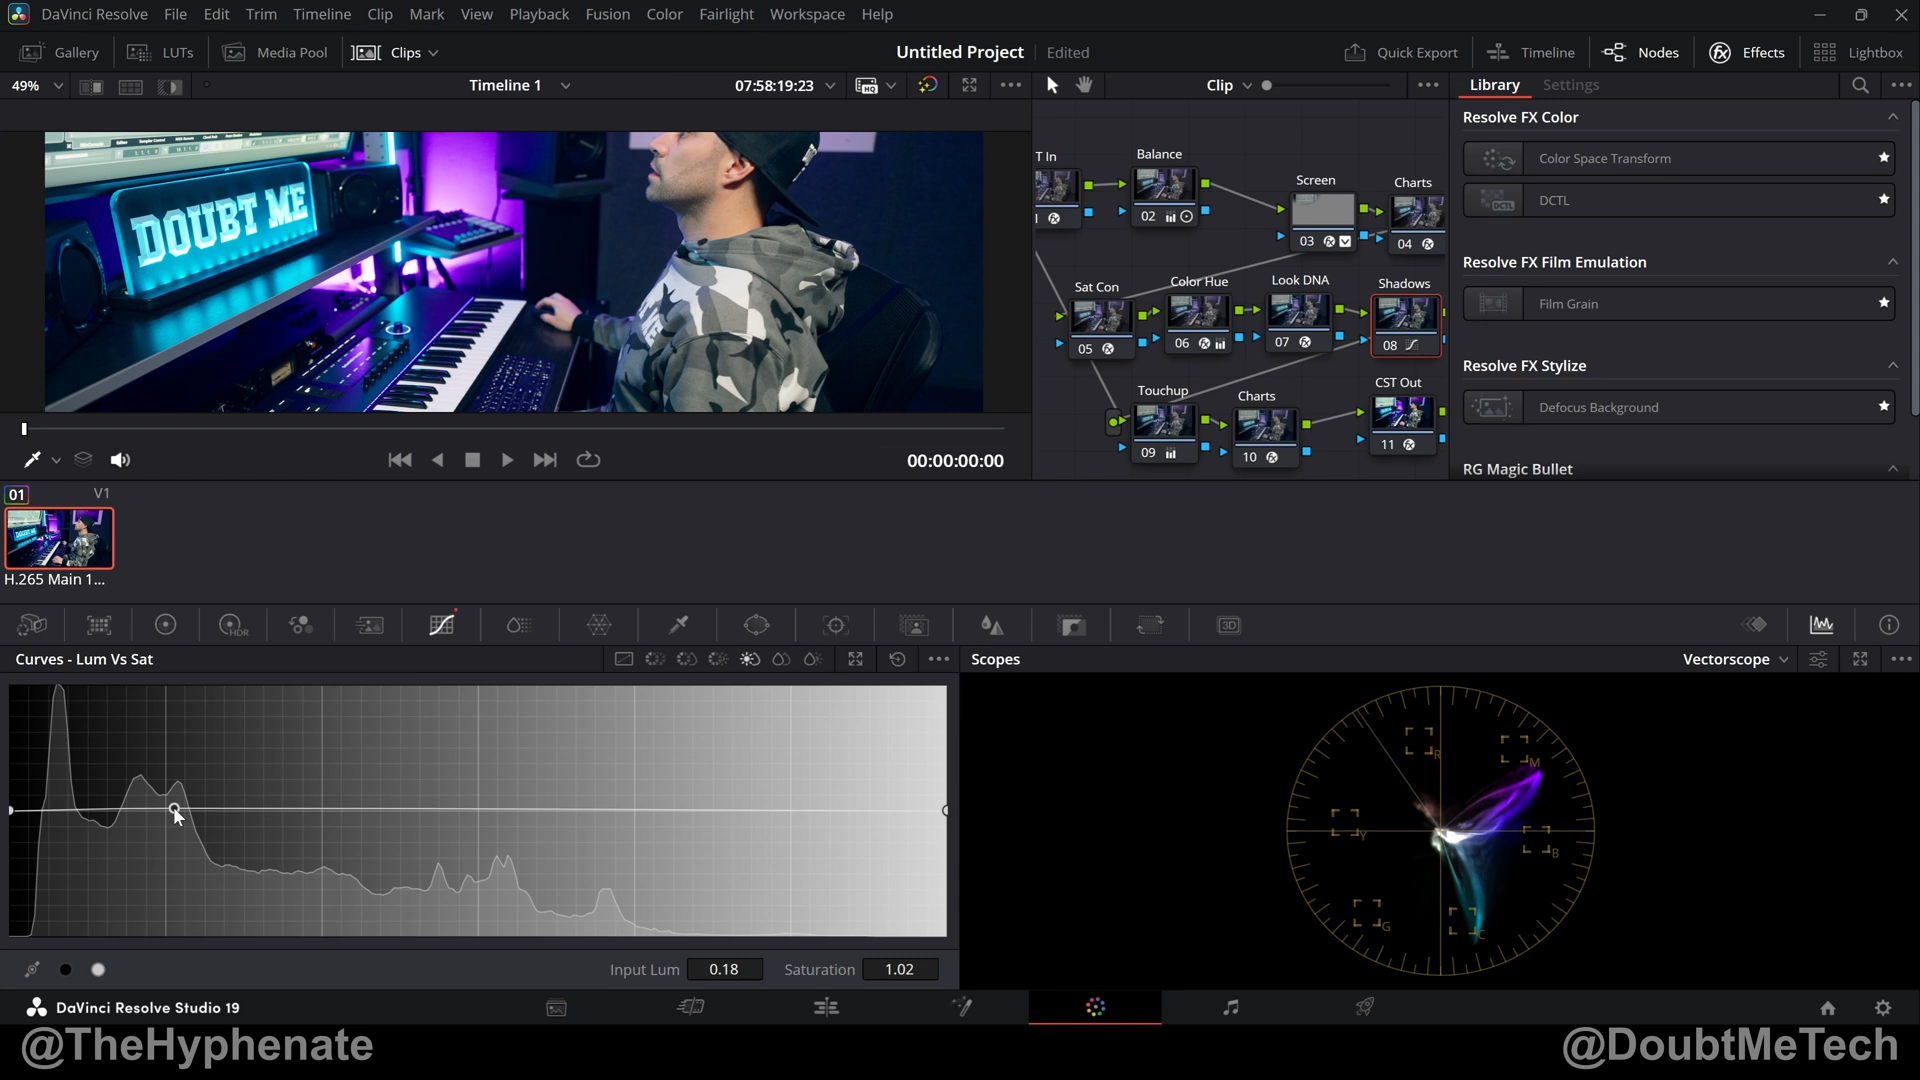 DaVinci Resolve File Edit Trim Timeline Clip Mark View Playback Fusion Color Fairlight Workspace Help
Gallery LUTs Media Pool Clips Untitled Project Edited Quick Export Timeline Nodes Effects Lightbox
49% Timeline 1 07:58:19:23 HQ Clip Library Settings
DOUBT ME
T In Balance Screen Charts
02 03 04
Sat Con Color Hue Look DNA Shadows
05 06 07 08
Touchup Charts CST Out
09 10 11
Resolve FX Color
Color Space Transform
DCTL DCTL
Resolve FX Film Emulation
Film Grain
Resolve FX Stylize
Defocus Background
RG Magic Bullet
00:00:00:00
01 V1
H.265 Main 1...
HDR 3D
Curves - Lum Vs Sat
Scopes Vectorscope
R M
Y B
G C
Input Lum 0.18 Saturation 1.02
DaVinci Resolve Studio 19
@TheHyphenate @DoubtMeTech